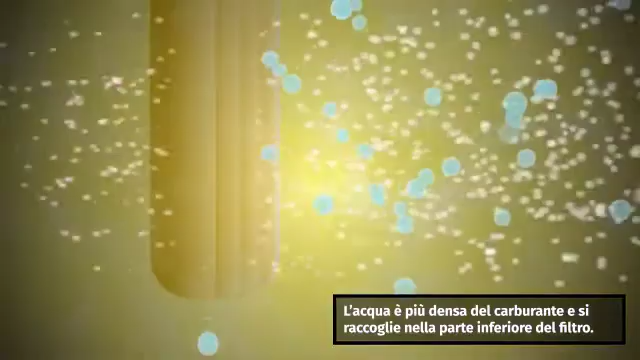 L'acqua è più densa del carburante e si
raccoglie nella parte inferiore del filtro.